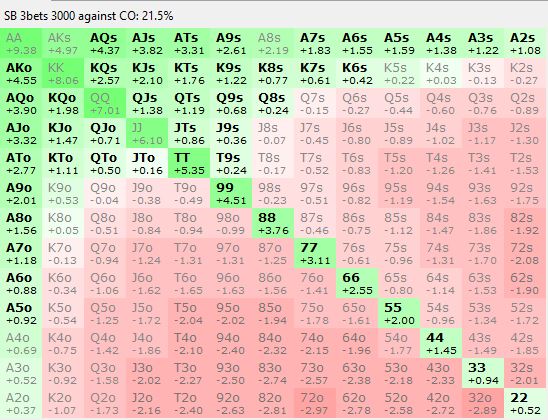 SB 3bets 3000 against CO: 21.5%
AA AKs AQs AJs ATs A9s A8s A7s A6s A5s A4s A3s A2s
+9.38 +4.97 +4.37 +3.82 +3.31 +2.61 +2.19 +1.83 +1.55 +1.59 +1.38 +1.22 +1.08
AKo KK KQs KJs KTs K9s K8s K7s K6s K5s K4s K3s K2s
+4.55 +8.06 +2.57 +2.10 +1.76 +1.22 +0.77 +0.61 +0.42 +0.22 +0.03 -0.13 -0.27
AQo KQo QQ QJs QTs Q9s Q8s Q7s Q6s Q5s Q4s Q3s Q2s
+3.90 +1.98 +7.01 +1.38 +1.19 +0.68 +0.24 -0.15 -0.27 -0.44 -0.60 -0.76 -0.89
AJo KJo QJo JJ JTs J9s J8s J7s J6s J5s J4s J3s J2s
+3.32 +1.47 +0.71 +6.10 +0.86 +0.36 -0.07 -0.45 -0.80 -0.89 -1.02 -1.17 -1.30
ATo KTo QTo JTo TT T9s T8s T7s T6s T5s T4s T3s T2s
+2.77 +1.11 +0.50 +0.16 +5.35 +0.24 -0.17 -0.52 -0.83 -1.20 -1.26 -1.41 -1.53
A9o K9o Q9o J9o T9o 99 98s 97s 96s 95s 94s 93s 92s
+2.01 +0.53 -0.04 -0.38 -0.49 +4.51 -0.23 -0.51 -0.82 -1.19 -1.54 -1.63 -1.75
A8o K8o Q8o J8o T8o 98o 88 87s 86s 85s 84s 83s 82s
+1.56 +0.05 -0.51 -0.84 -0.94 -0.99 +3.76 -0.46 -0.75 -1.12 -1.47 -1.86 -1.92
A7o K7o Q7o J7o T7o 97o 87o 77 76s 75s 74s 73s 72s
+1.18 -0.13 -0.77 -1.24 -1.31 -1.31 -1.25 +3.11 -0.61 -0.96 -1.31 -1.70 -2.08
A6o K6o Q6o J6o T6o 96o 86o 76o 66 65s 64s 63s 62s
+0.88 -0.34 -1.06 -1.62 -1.65 -1.63 -1.56 -1.41 +2.55 -0.80 -1.14 -1.53 -1.90
A5o K5o Q5o J5o T5o 95o 85o 75o 65o 55 54s 53s 52s
+0.92 -0.54 -1.25 -1.72 -2.04 -2.02 -1.94 -1.78 -1.61 +2.00 -0.96 -1.34 -1.72
A4o K4o Q4o J4o T4o 94o 84o 74o 64o 54o 44 43s 42s
+0.69 -0.75 -1.42 -1.86 -2.10 -2.40 -2.32 -2.15 -1.96 -1.77 +1.45 -1.49 -1.85
A3o K3o Q3o J3o T3o 93o 83o 73o 63o 53o 43o 33 32s
+0.52 -0.92 -1.58 -2.02 -2.27 -2.50 -2.74 -2.57 -2.38 -2.18 -2.33 +0.94 -2.01
A2o K2o Q2o J2o T2o 92o 82o 72o 62o 52o 42o 32o 22
+0.37 -1.07 -1.73 -2.16 -2.40 -2.63 -2.81 -2.97 -2.78 -2.58 -2.72 -2.89 +0.52